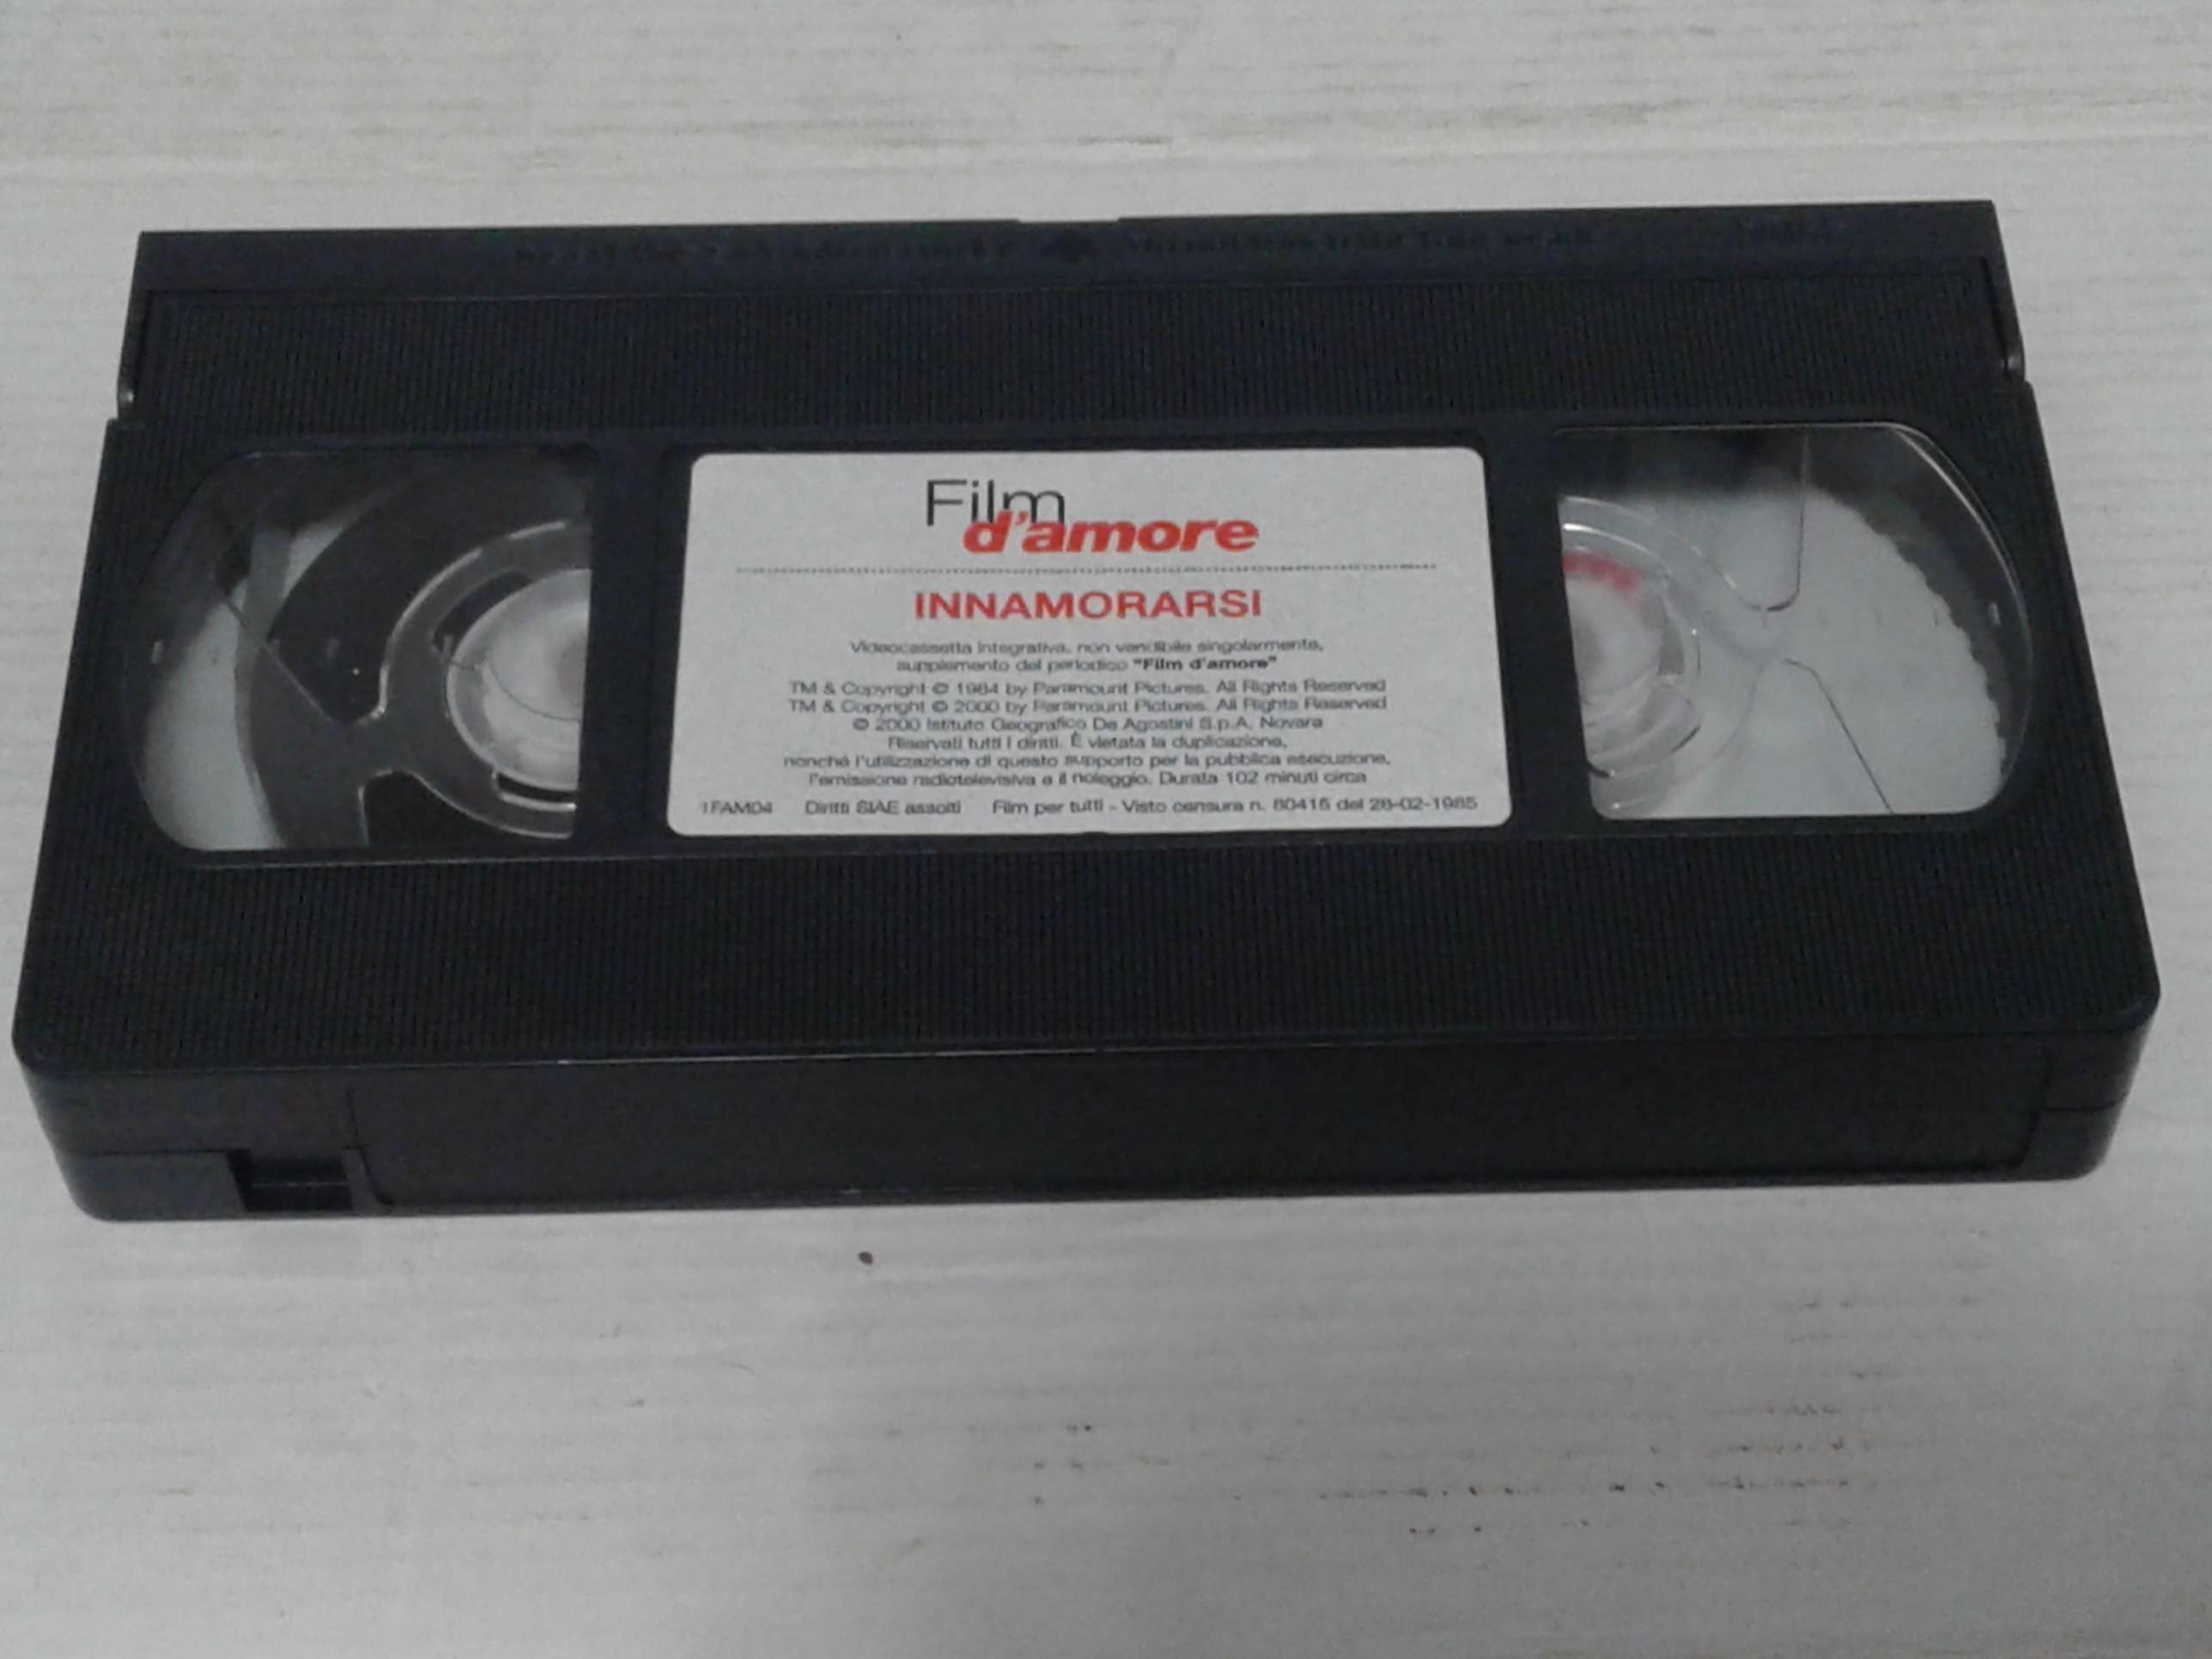 Film
d'amore
INNAMORARSI
Videocassetta integrativa, non vendibile singolarmente,
supplemento del periodico "Film d'amore"
TM & Copyright © 1984 by Paramount Pictures. All Rights Reserved
TM & Copyright © 2000 by Paramount Pictures. All Rights Reserved
© 2000 Istituto Geografico De Agostini S.p.A. Novara
Riservati tutti i diritti. È vietata la duplicazione,
nonché l'utilizzazione di questo supporto per la pubblica esecuzione,
l'emissione radiotelevisiva e il noleggio. Durata 102 minuti circa
1FAM04 Diritti SIAE assolti Film per tutti - Visto censura n. 80416 del 28-02-1985